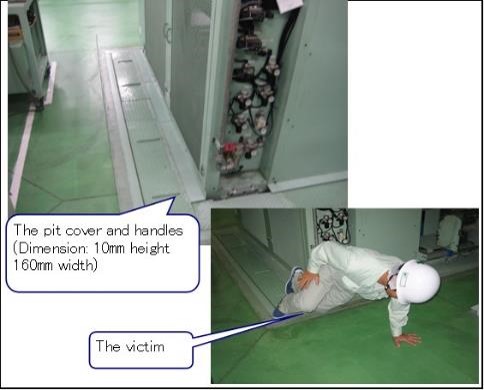 The pit cover and handles
(Dimension: 10mm height
160mm width)
The victim